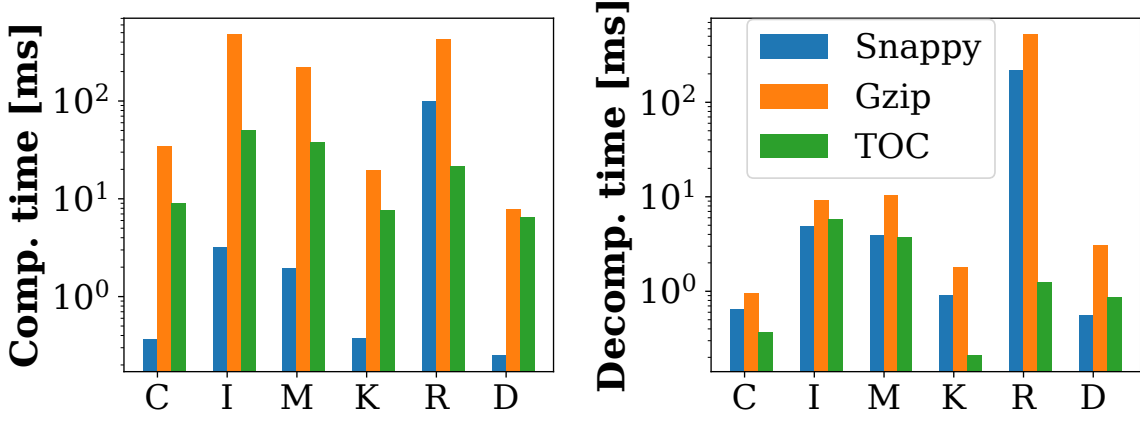 Comp. time [ms]
10^2
10^1
10^0
C I M K R D
Decomp. time [ms]
10^2
10^1
10^0
Snappy
Gzip
TOC
C I M K R D